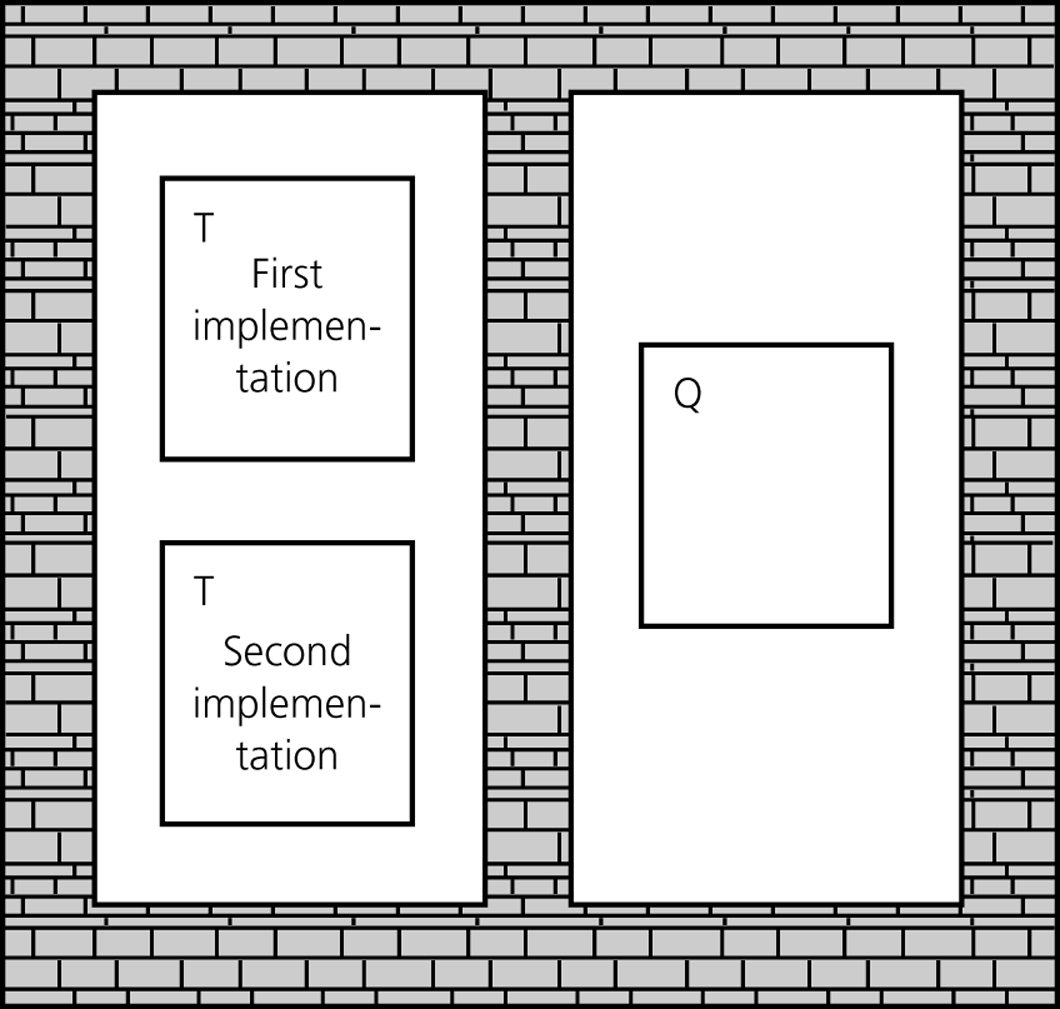 T
First
implemen-
tation
T
Second
implemen-
tation
Q